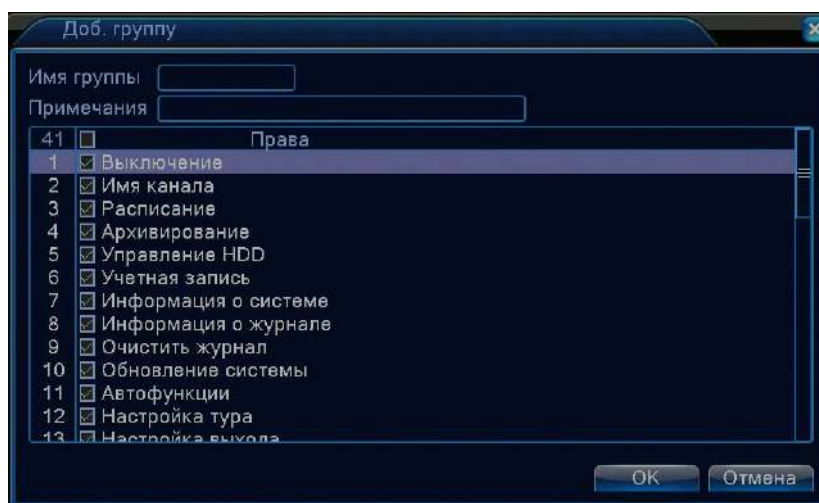 Доб. группу
Имя группы
Примечания
41 Права
1 Выключение
2 Имя канала
3 Расписание
4 Архивирование
5 Управление HDD
6 Учетная запись
7 Информация о системе
8 Информация о журнале
9 Очистить журнал
10 Обновление системы
11 Автофункции
12 Настройка тура
13 Настройка выхода
OK Отмена